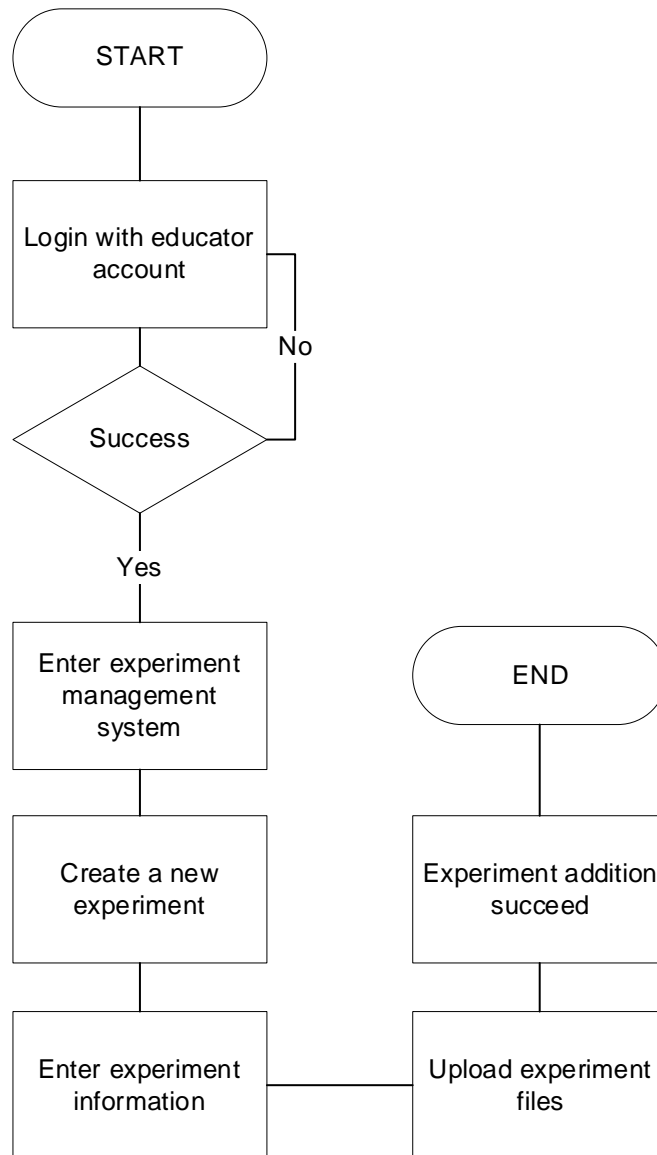 START
Login with educator
account
No
Success
Yes
Enter experiment
management
system
Create a new
experiment
Enter experiment
information
Upload experiment
files
Experiment addition
succeed
END